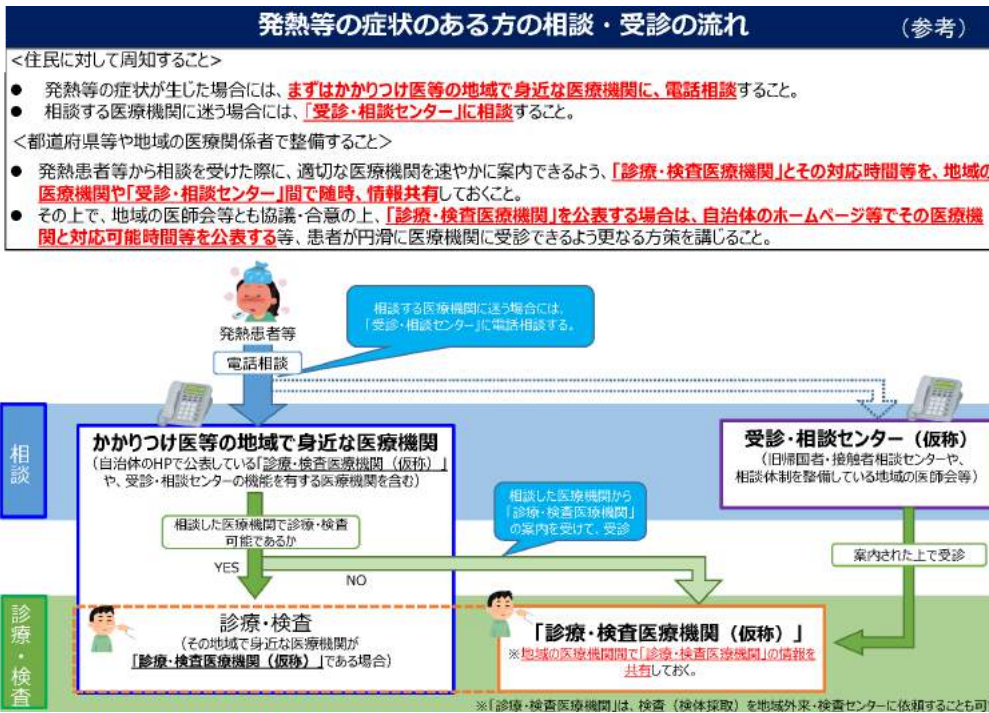 発熱等の症状のある方の相談・受診の流れ
(参考)
<住民に対して周知すること>
● 発熱等の症状が生じた場合には、まずはかかりつけ医等の地域で身近な医療機関に、電話相談すること。
● 相談する医療機関に迷う場合には、「受診・相談センター」に相談すること。
<都道府県等や地域の医療関係者で整備すること>
● 発熱患者等から相談を受けた際に、適切な医療機関を速やかに案内できるよう、「診療・検査医療機関」とその対応時間等を、地域の
医療機関や「受診・相談センター」間で随時、情報共有しておくこと。
● その上で、地域の医師会等とも協議・合意の上、「診療・検査医療機関」を公表する場合は、自治体のホームページ等でその医療機
関と対応可能時間等を公表する等、患者が円滑に医療機関に受診できるよう更なる方策を講じること。
発熱患者等
相談する医療機関に迷う場合には、
「受診・相談センター」に電話相談する。
電話相談
相談
かかりつけ医等の地域で身近な医療機関
(自治体のHPで公表している「診療・検査医療機関(仮称)」
や、受診・相談センターの機能を有する医療機関を含む)
受診・相談センター(仮称)
(旧帰国者・接触者相談センターや、
相談体制を整備している地域の医師会等)
相談した医療機関で診療・検査
可能であるか
相談した医療機関から
「診療・検査医療機関」
の案内を受けて、受診
案内された上で受診
YES
NO
診療・検査
診療・検査
(その地域で身近な医療機関が
「診療・検査医療機関(仮称)」である場合)
「診療・検査医療機関(仮称)」
※地域の医療機関間で「診療・検査医療機関」の情報を
共有しておく。
※「診療・検査医療機関」は、検査(検体採取)を地域外来・検査センターに依頼することも可